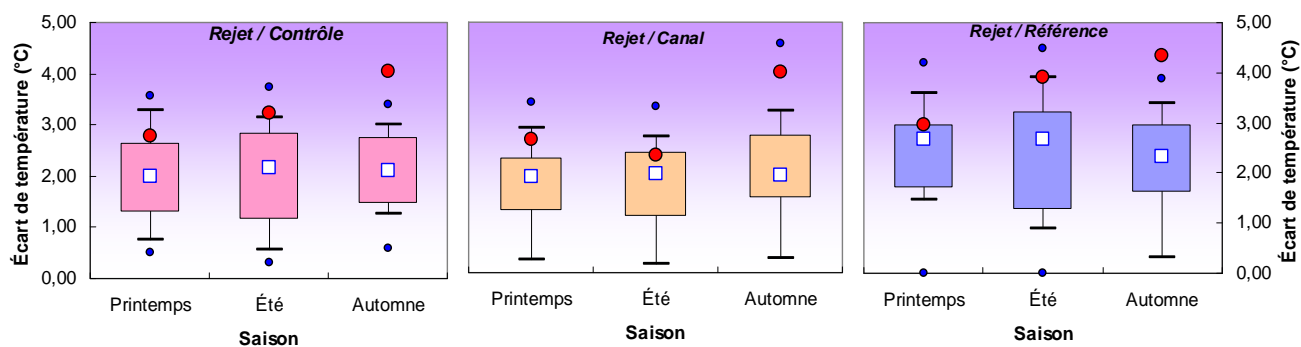 Rejet / Contrôle
Écart de température (°C)
5,00
4,00
3,00
2,00
1,00
0,00
Printemps Été Automne
Saison
Rejet / Canal
Printemps Été Automne
Saison
Rejet / Référence
Printemps Été Automne
Saison
5,00
4,00
3,00
2,00
1,00
0,00
Écart de température (°C)